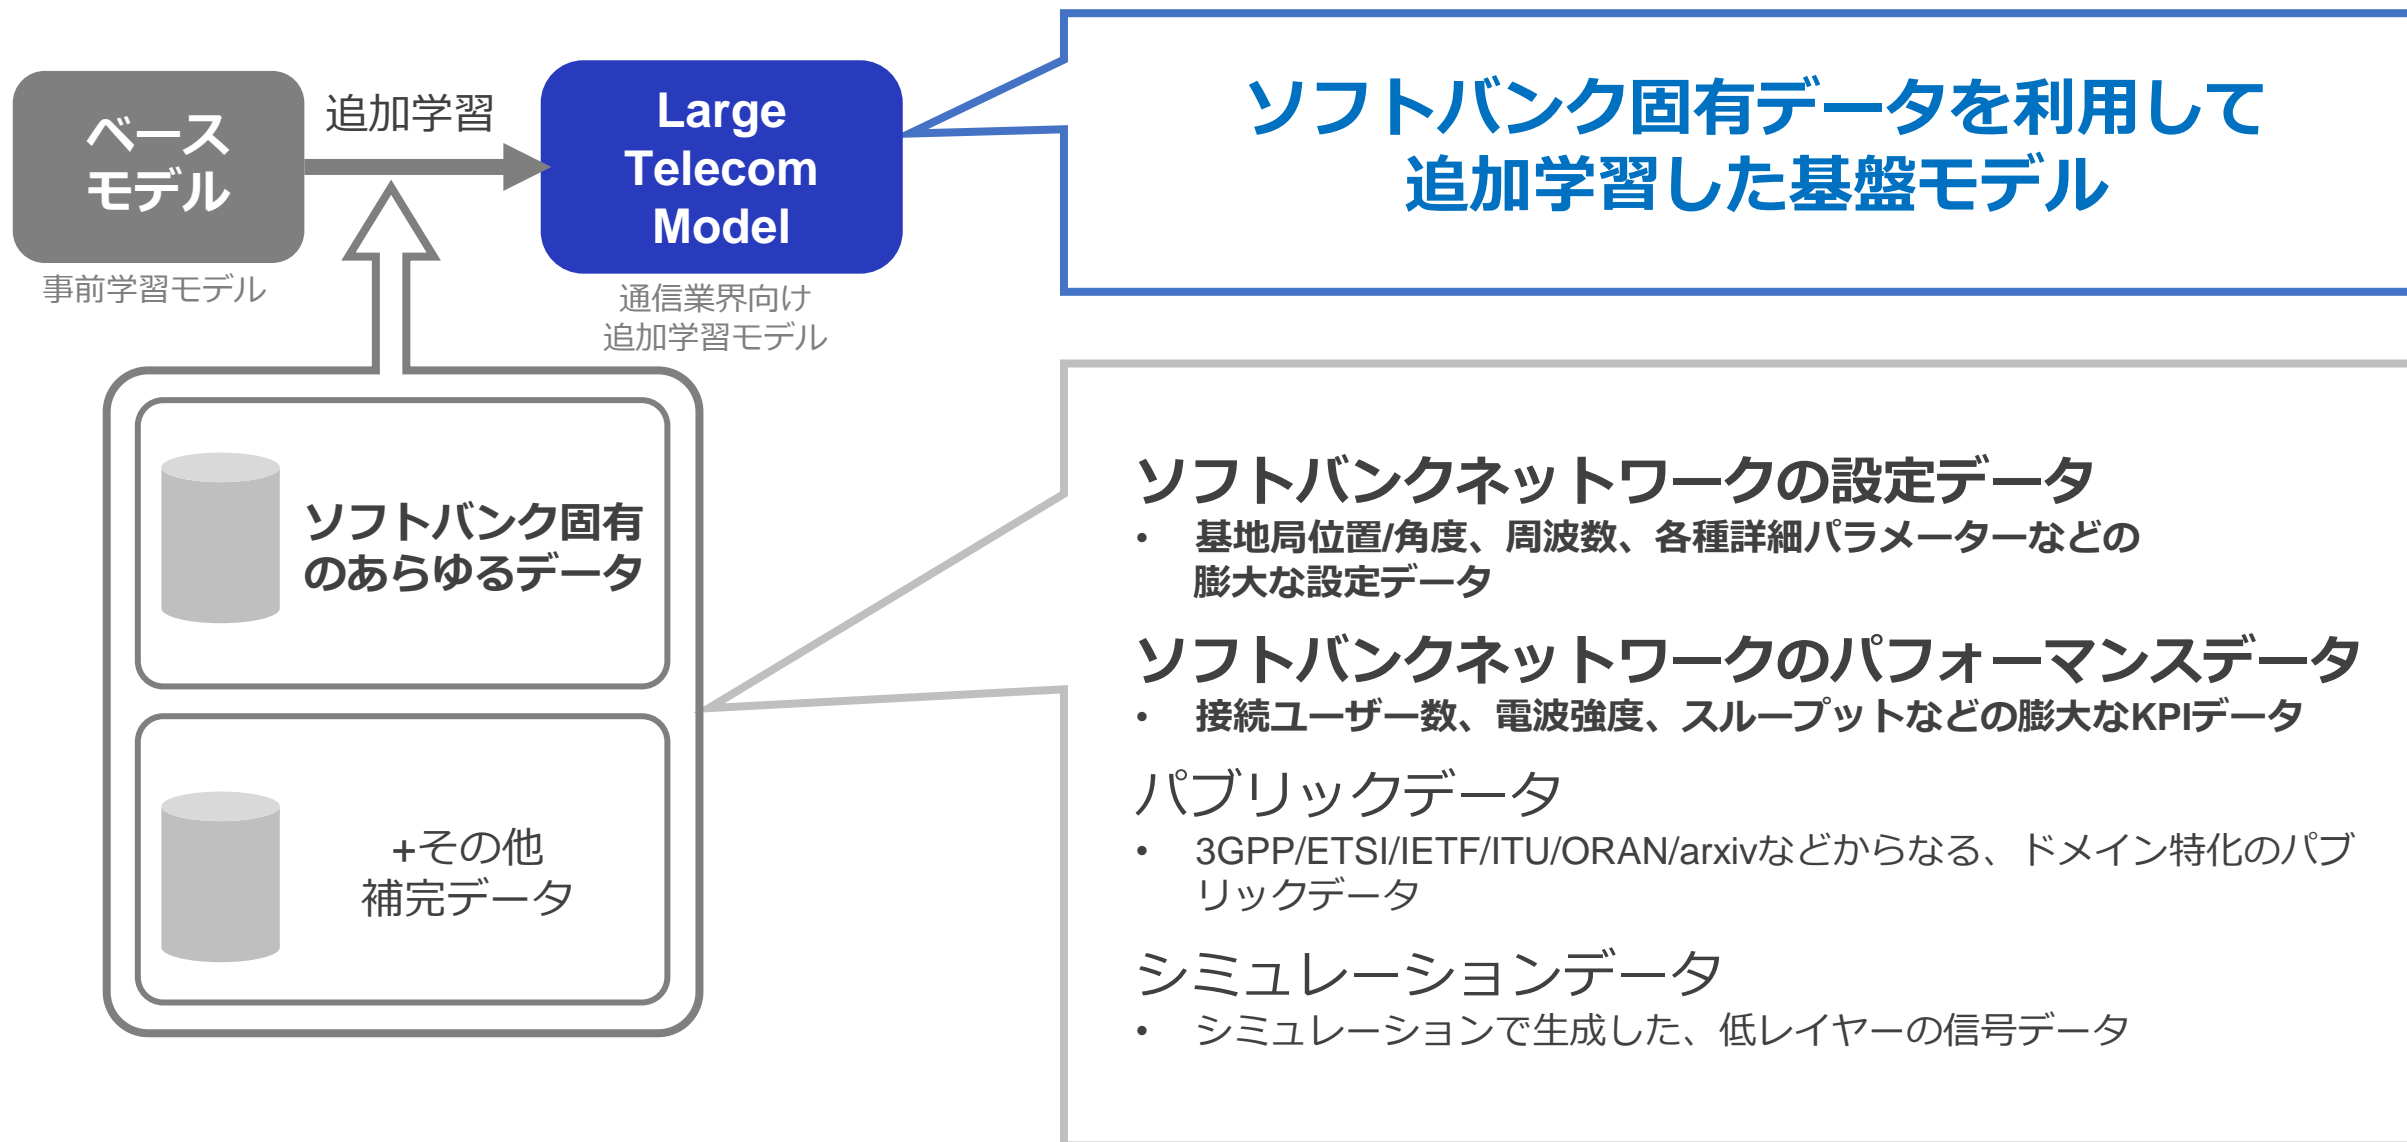 ベース
モデル
事前学習モデル
追加学習
Large
Telecom
Model
通信業界向け
追加学習モデル
ソフトバンク固有データを利用して
追加学習した基盤モデル
ソフトバンク固有
のあらゆるデータ
+その他
補完データ
ソフトバンクネットワークの設定データ
• 基地局位置/角度、周波数、各種詳細パラメーターなどの
膨大な設定データ
ソフトバンクネットワークのパフォーマンスデータ
• 接続ユーザー数、電波強度、スループットなどの膨大なKPIデータ
パブリックデータ
• 3GPP/ETSI/IETF/ITU/ORAN/arxivなどからなる、ドメイン特化のパブ
リックデータ
シミュレーションデータ
• シミュレーションで生成した、低レイヤーの信号データ